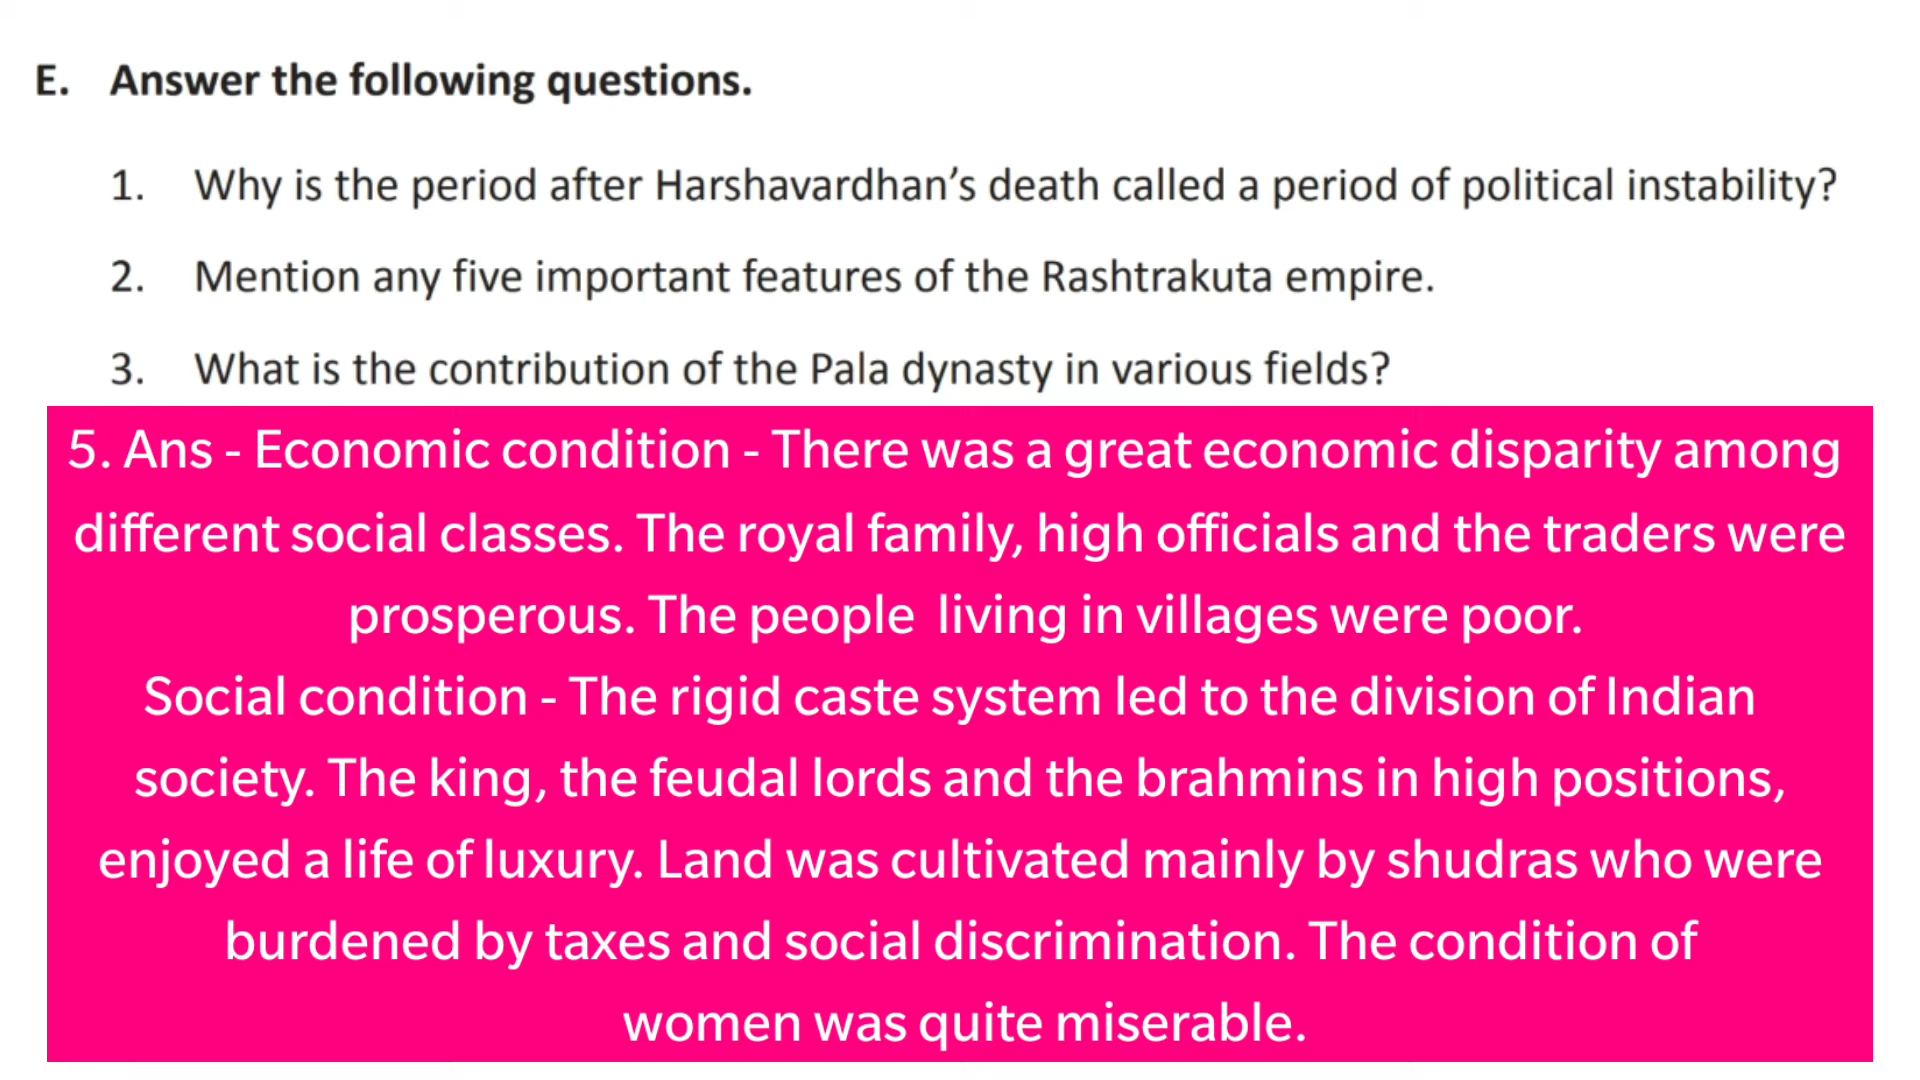 E. Answer the following questions.
1. Why is the period after Harshavardhan’s death called a period of political instability?
2. Mention any five important features of the Rashtrakuta empire.
3. What is the contribution of the Pala dynasty in various fields?
5. Ans - Economic condition - There was a great economic disparity among
different social classes. The royal family, high officials and the traders were
prosperous. The people living in villages were poor.
Social condition - The rigid caste system led to the division of Indian
society. The king, the feudal lords and the brahmins in high positions,
enjoyed a life of luxury. Land was cultivated mainly by shudras who were
burdened by taxes and social discrimination. The condition of
women was quite miserable.